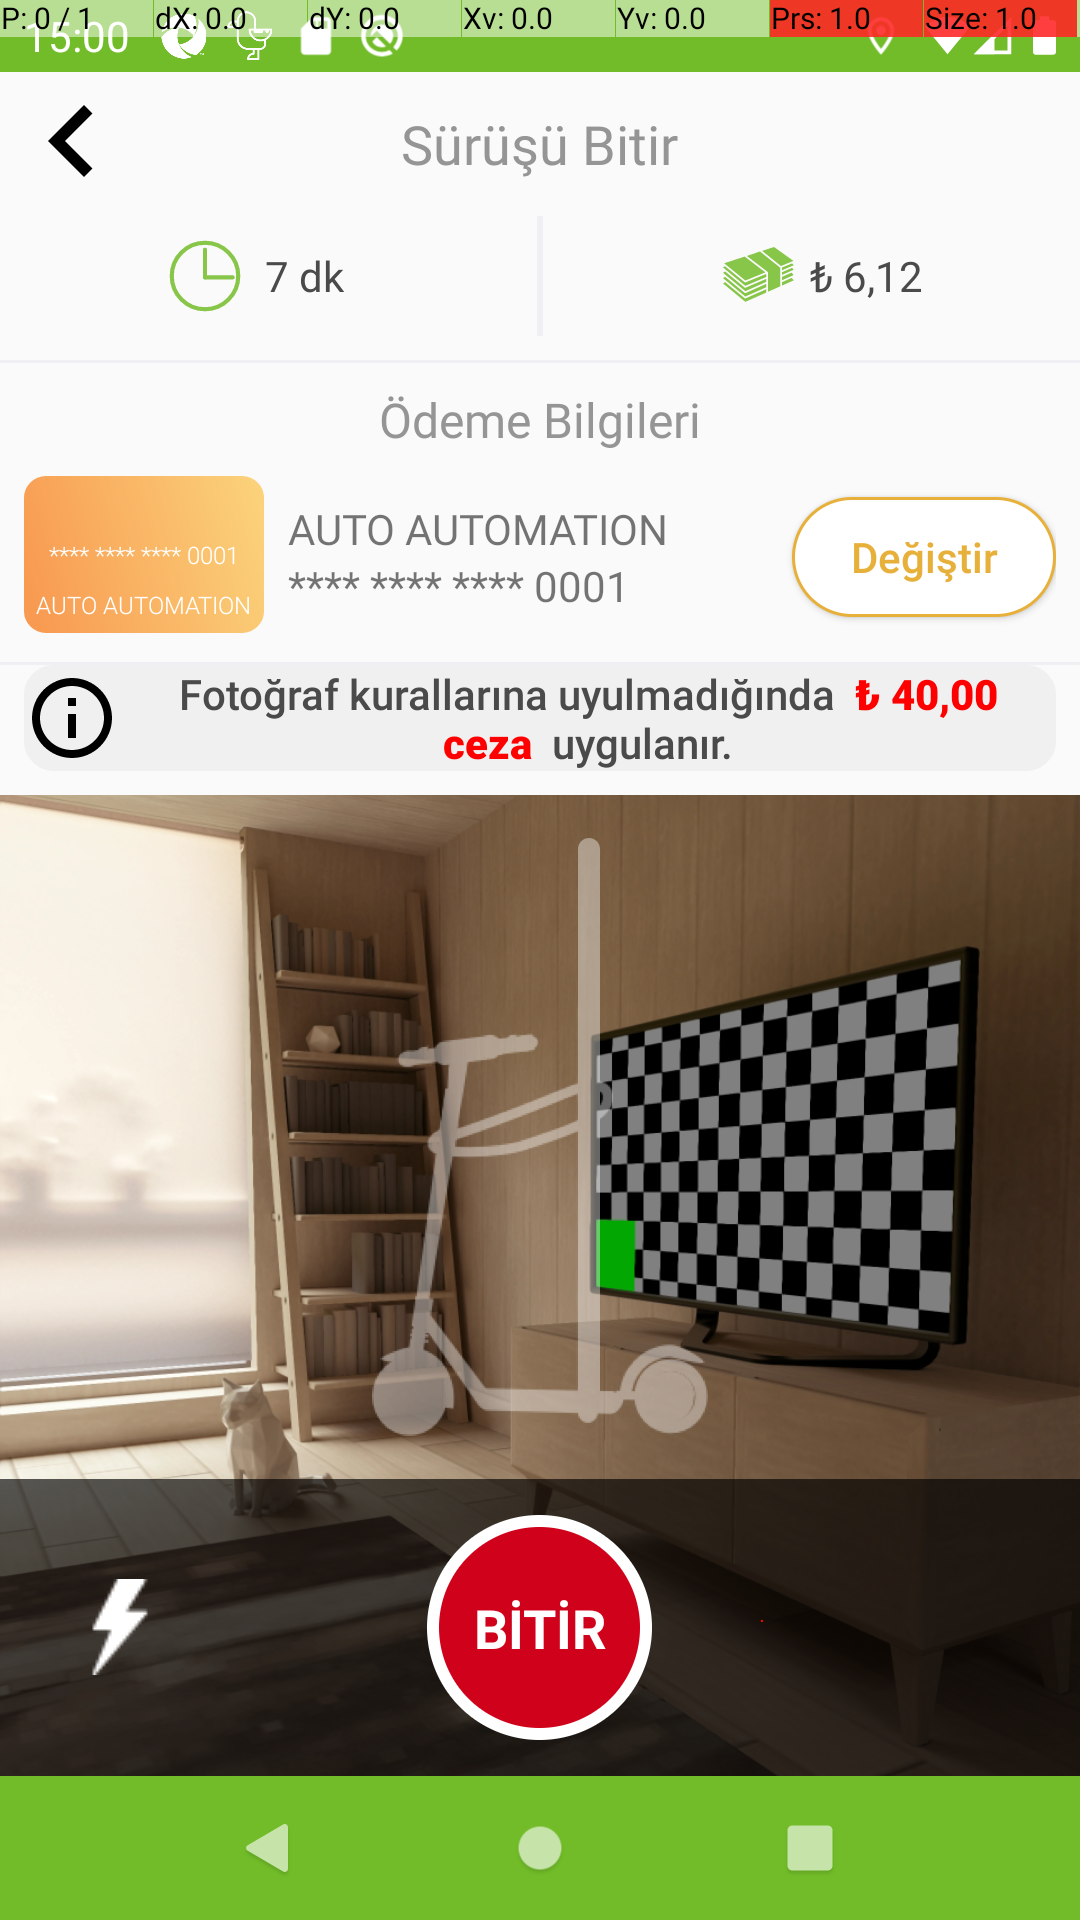 P: 0 / 1 dX: 0.0 dY: 0.0 Xv: 0.0 Yv: 0.0 Prs: 1.0 Size: 1.0
15:00
Sürüşü Bitir
7 dk ₺ 6,12
Ödeme Bilgileri
**** **** **** 0001
AUTO AUTOMATION
AUTO AUTOMATION
**** **** **** 0001
Değiştir
Fotoğraf kurallarına uyulmadığında ₺ 40,00
ceza uygulanır.
BİTİR